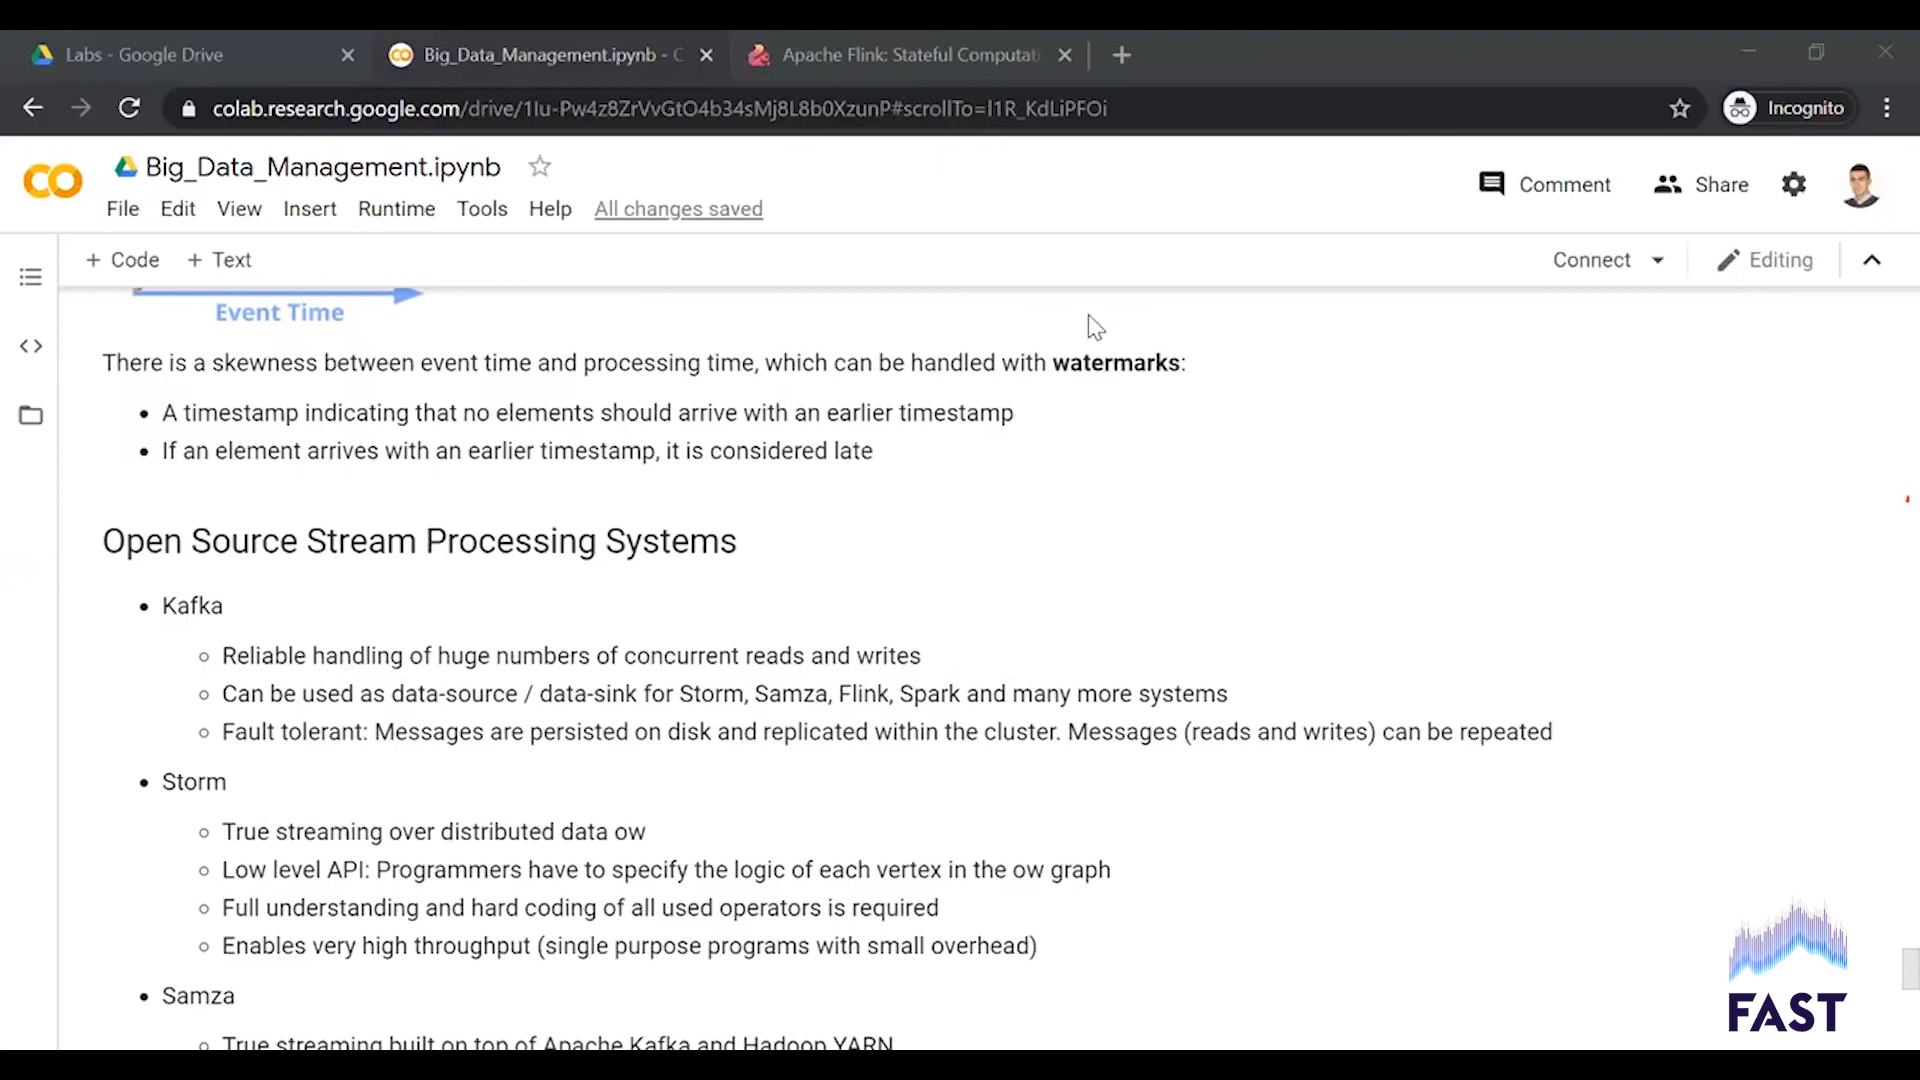 Labs - Google Drive
Big_Data_Management.ipynb - C
Apache Flink: Stateful Computati
colab.research.google.com/drive/1Iu-Pw4z8ZrVvGtO4b34sMj8L8b0XzunP#scrollTo=l1R_KdLiPFOi
Incognito
CO
Big_Data_Management.ipynb
Comment
Share
File Edit View Insert Runtime Tools Help All changes saved
+ Code + Text
Connect
Editing
Event Time
There is a skewness between event time and processing time, which can be handled with watermarks:
• A timestamp indicating that no elements should arrive with an earlier timestamp
• If an element arrives with an earlier timestamp, it is considered late
Open Source Stream Processing Systems
• Kafka
○ Reliable handling of huge numbers of concurrent reads and writes
○ Can be used as data-source / data-sink for Storm, Samza, Flink, Spark and many more systems
○ Fault tolerant: Messages are persisted on disk and replicated within the cluster. Messages (reads and writes) can be repeated
• Storm
○ True streaming over distributed data ow
○ Low level API: Programmers have to specify the logic of each vertex in the ow graph
○ Full understanding and hard coding of all used operators is required
○ Enables very high throughput (single purpose programs with small overhead)
• Samza
○ True streaming built on top of Apache Kafka and Hadoop YARN
FAST